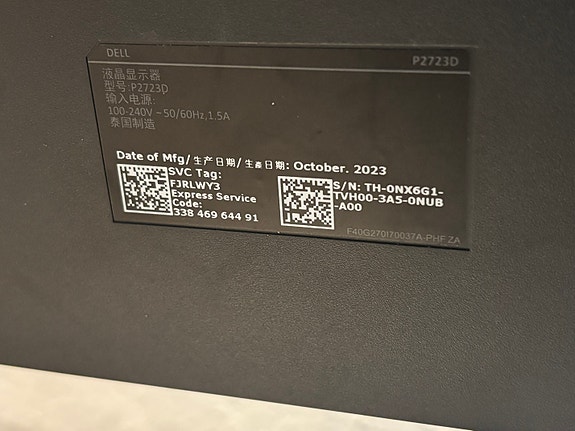 DELL P2723D
液晶显示器
型号:P2723D
输入电源:
100-240V ~ 50/60Hz,1.5A
泰国制造
Date of Mfg/生产日期/生產日期: October. 2023
SVC Tag:
FJRLWY3
Express Service
Code:
338 469 644 91
S/N: TH-0NX6G1-
TVH00-3A5-0NUB
-A00
F40G270I70037A-PHF ZA